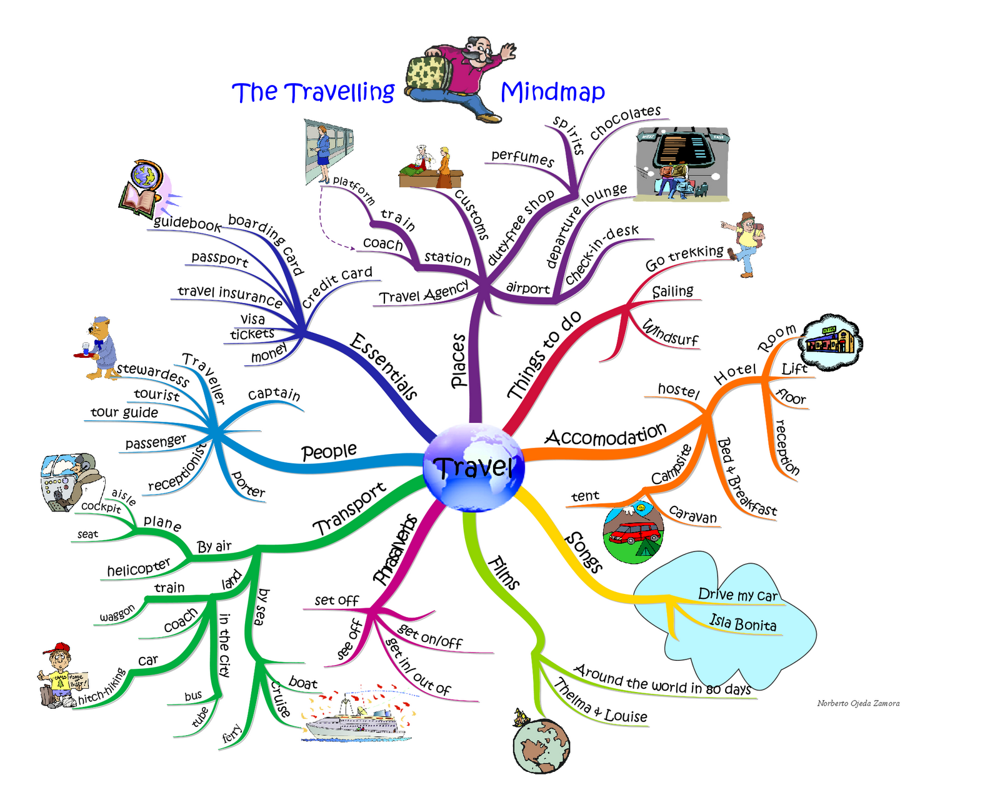 The Travelling Mindmap
Travel
Places
Travel Agency
station
coach
train
platform
Customs
duty-free shop
perfumes
spirits
chocolates
airport
departure lounge
check-in-desk
WEST
EAST
Things to do
Go trekking
Sailing
Windsurf
Accomodation
hostel
Hotel
Room
Lift
floor
reception
Bed & Breakfast
Campsite
tent
caravan
Songs
Drive my car
Isla Bonita
Films
Around the world in 80 days
Thelma & Louise
Phrasal verbs
set off
see off
get in/ out of
get on/off
Transport
By air
plane
aisle
cockpit
seat
helicopter
land
train
waggon
coach
car
hitch-hiking
in the city
bus
tube
by sea
boat
cruise
ferry
People
Traveller
stewardess
tourist
tour guide
passenger
receptionist
porter
captain
Essentials
boarding card
guidebook
passport
travel insurance
visa
tickets
money
credit card
Norberto Ojeda Zamora